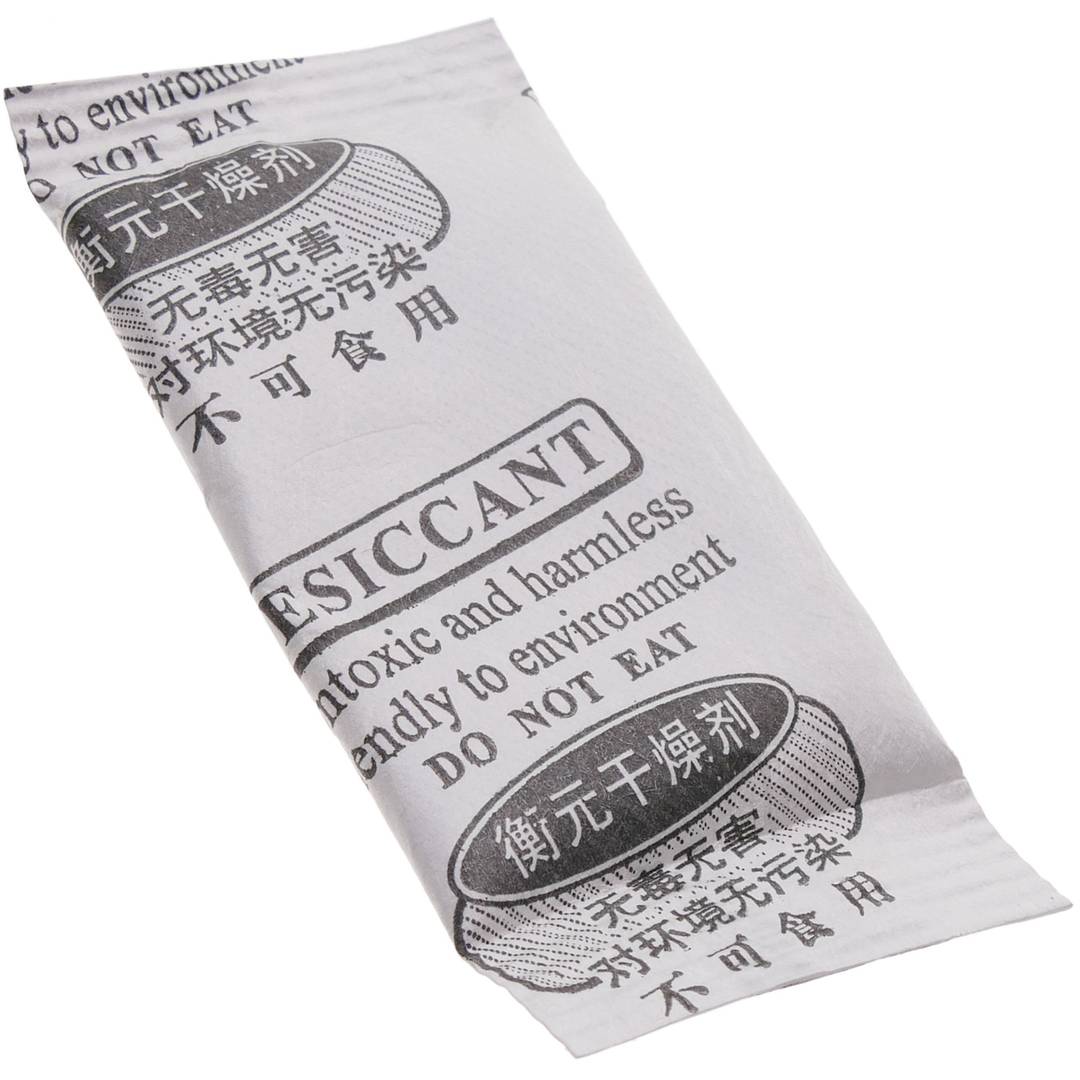 y to environment
NOT EAT
衡元干燥剂
无毒无害
对环境无污染
不可食用
ESICCANT
ntoxic and harmless
endly to environment
DO NOT EAT
衡元干燥剂
无毒无害
对环境无污染
不可食用